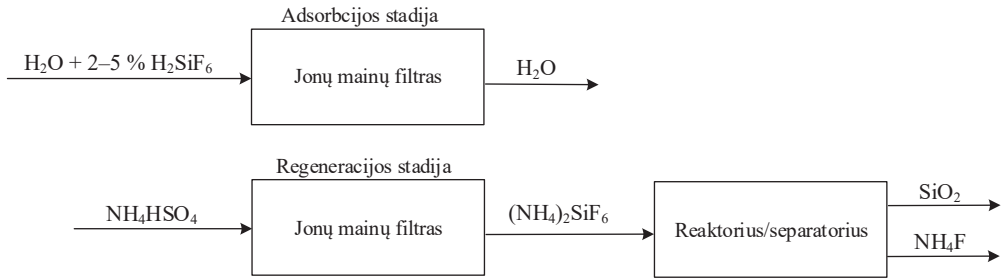 Adsorbcijos stadija
H₂O + 2–5 % H₂SiF₆
Jonų mainų filtras
H₂O
Regeneracijos stadija
NH₄HSO₄
Jonų mainų filtras
(NH₄)₂SiF₆
Reaktorius/separatorius
SiO₂
NH₄F